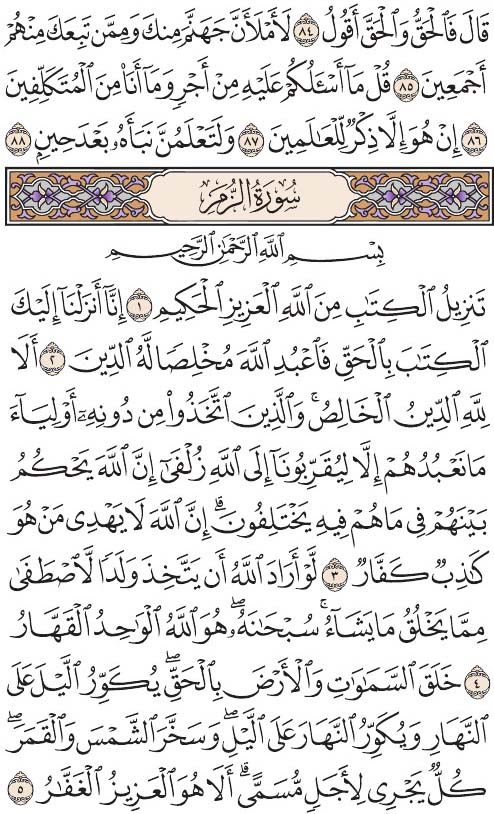 قَالَ فَٱلْحَقُّ وَٱلْحَقَّ أَقُولُ ٨٤ لَأَمْلَأَنَّ جَهَنَّمَ مِنكَ وَمِمَّن تَبِعَكَ مِنْهُمْ
أَجْمَعِينَ ٨٥ قُلْ مَآ أَسْـَٔلُكُمْ عَلَيْهِ مِنْ أَجْرٍ وَمَآ أَنَا۠ مِنَ ٱلْمُتَكَلِّفِينَ
٨٦ إِنْ هُوَ إِلَّا ذِكْرٌ لِّلْعَٰلَمِينَ ٨٧ وَلَتَعْلَمُنَّ نَبَأَهُۥ بَعْدَ حِينٍۭ ٨٨
سُورَةُ الزُّمَرِ
بِسْمِ ٱللَّهِ ٱلرَّحْمَٰنِ ٱلرَّحِيمِ
تَنزِيلُ ٱلْكِتَٰبِ مِنَ ٱللَّهِ ٱلْعَزِيزِ ٱلْحَكِيمِ ١ إِنَّآ أَنزَلْنَآ إِلَيْكَ
ٱلْكِتَٰبَ بِٱلْحَقِّ فَٱعْبُدِ ٱللَّهَ مُخْلِصًا لَّهُ ٱلدِّينَ ٢ أَلَا
لِلَّهِ ٱلدِّينُ ٱلْخَالِصُ ۚ وَٱلَّذِينَ ٱتَّخَذُوا۟ مِن دُونِهِۦٓ أَوْلِيَآءَ
مَا نَعْبُدُهُمْ إِلَّا لِيُقَرِّبُونَآ إِلَى ٱللَّهِ زُلْفَىٰٓ إِنَّ ٱللَّهَ يَحْكُمُ
بَيْنَهُمْ فِى مَا هُمْ فِيهِ يَخْتَلِفُونَ ۗ إِنَّ ٱللَّهَ لَا يَهْدِى مَنْ هُوَ
كَٰذِبٌ كَفَّارٌ ٣ لَّوْ أَرَادَ ٱللَّهُ أَن يَتَّخِذَ وَلَدًا لَّٱصْطَفَىٰ
مِمَّا يَخْلُقُ مَا يَشَآءُ ۚ سُبْحَٰنَهُۥ ۖ هُوَ ٱللَّهُ ٱلْوَٰحِدُ ٱلْقَهَّارُ
٤ خَلَقَ ٱلسَّمَٰوَٰتِ وَٱلْأَرْضَ بِٱلْحَقِّ ۖ يُكَوِّرُ ٱلَّيْلَ عَلَى
ٱلنَّهَارِ وَيُكَوِّرُ ٱلنَّهَارَ عَلَى ٱلَّيْلِ ۖ وَسَخَّرَ ٱلشَّمْسَ وَٱلْقَمَرَ ۖ
كُلٌّ يَجْرِى لِأَجَلٍ مُّسَمًّى ۗ أَلَا هُوَ ٱلْعَزِيزُ ٱلْغَفَّٰرُ ٥